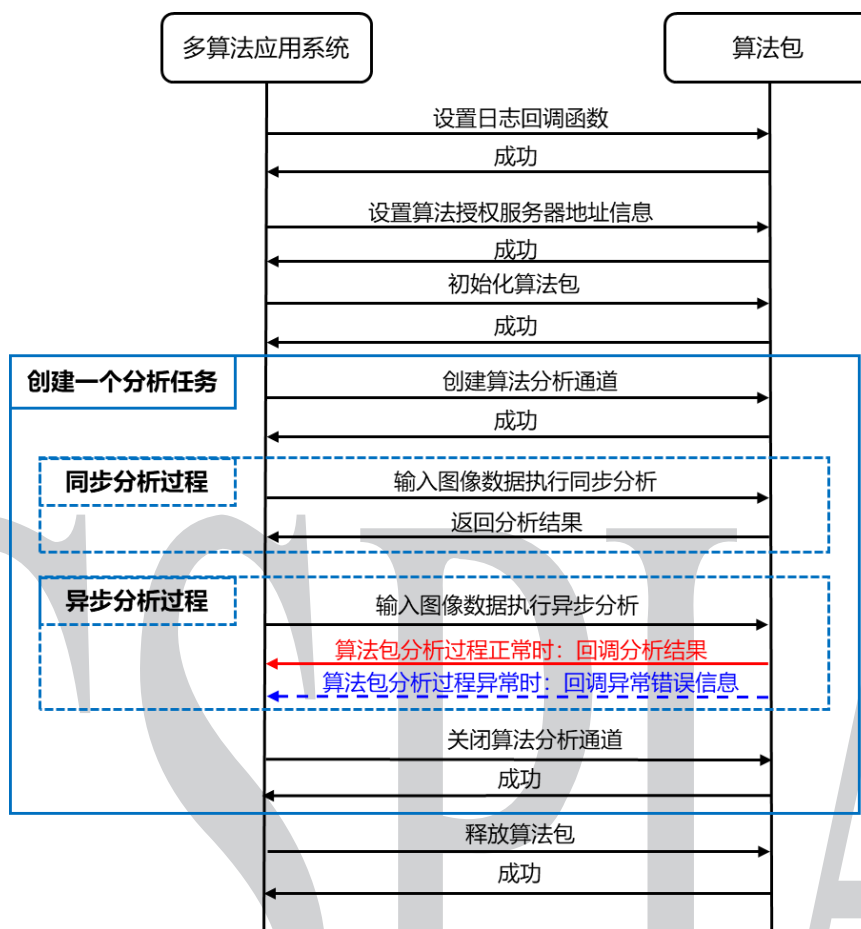 多算法应用系统
算法包
设置日志回调函数
成功
设置算法授权服务器地址信息
成功
初始化算法包
成功
创建一个分析任务
创建算法分析通道
成功
同步分析过程
输入图像数据执行同步分析
返回分析结果
异步分析过程
输入图像数据执行异步分析
算法包分析过程正常时：回调分析结果
算法包分析过程异常时：回调异常错误信息
关闭算法分析通道
成功
释放算法包
成功
CSPIA